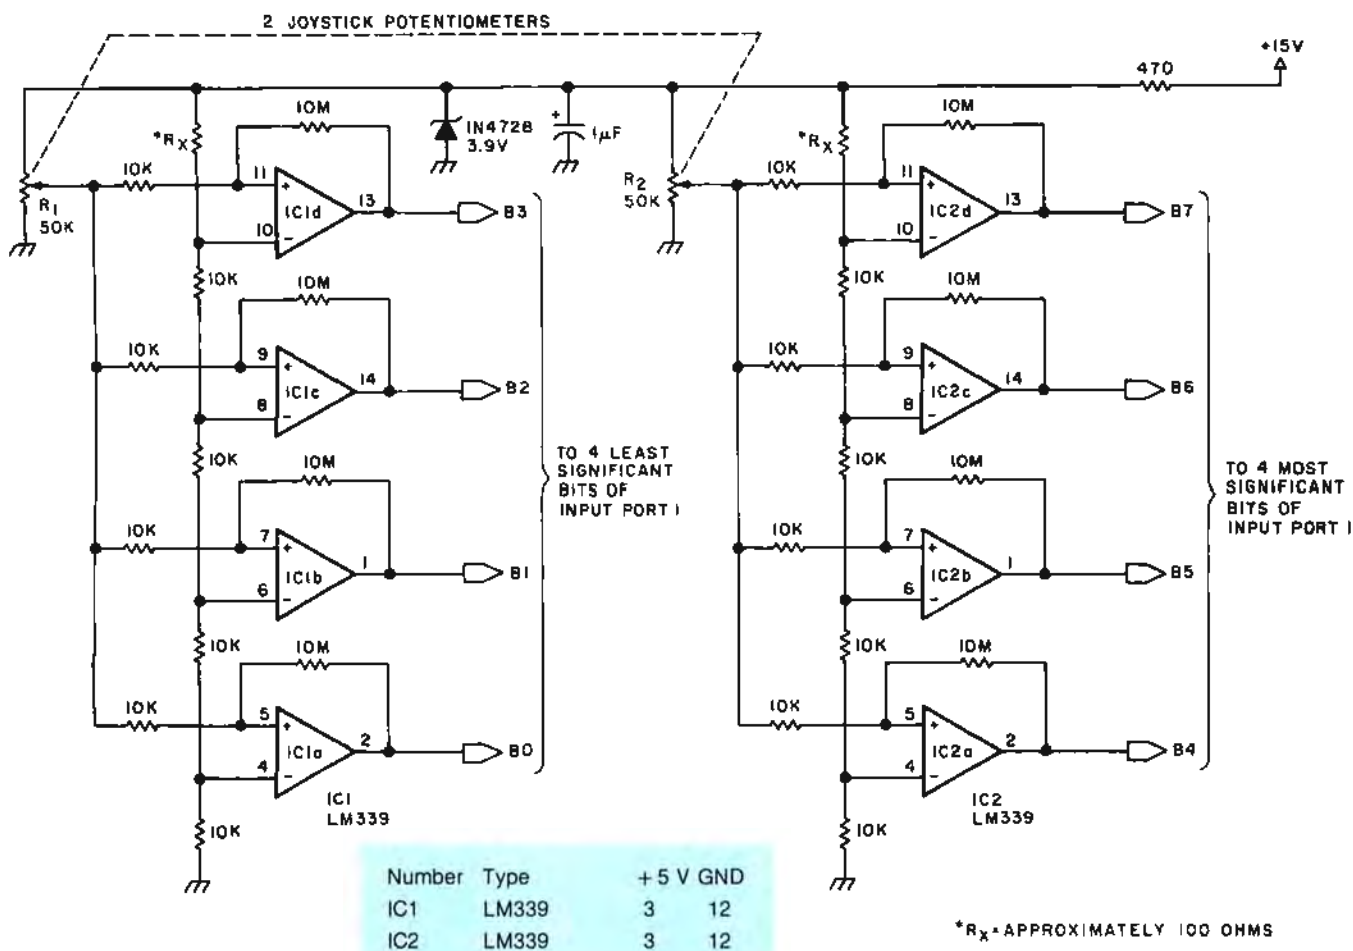 2 JOYSTICK POTENTIOMETERS
+15V
470
10M
*RX
IN4728
3.9V
+
1µF
10M
*RX
10K
11
+
IC1d
13
B3
10
−
R1
50K
10K
11
+
IC2d
13
B7
10
−
R2
50K
10K
10M
10K
9
+
IC1c
14
B2
8
−
10K
10M
10K
9
+
IC2c
14
B6
8
−
10K
10M
10K
7
+
IC1b
1
B1
6
−
TO 4 LEAST
SIGNIFICANT
BITS OF
INPUT PORT 1
10K
10M
10K
7
+
IC2b
1
B5
6
−
TO 4 MOST
SIGNIFICANT
BITS OF
INPUT PORT 1
10K
10M
10K
5
+
IC1a
2
B0
4
−
IC1
LM339
10K
10K
10M
10K
5
+
IC2a
2
B4
4
−
IC2
LM339
10K
Number Type +5 V GND
IC1 LM339 3 12
IC2 LM339 3 12
*RX=APPROXIMATELY 100 OHMS